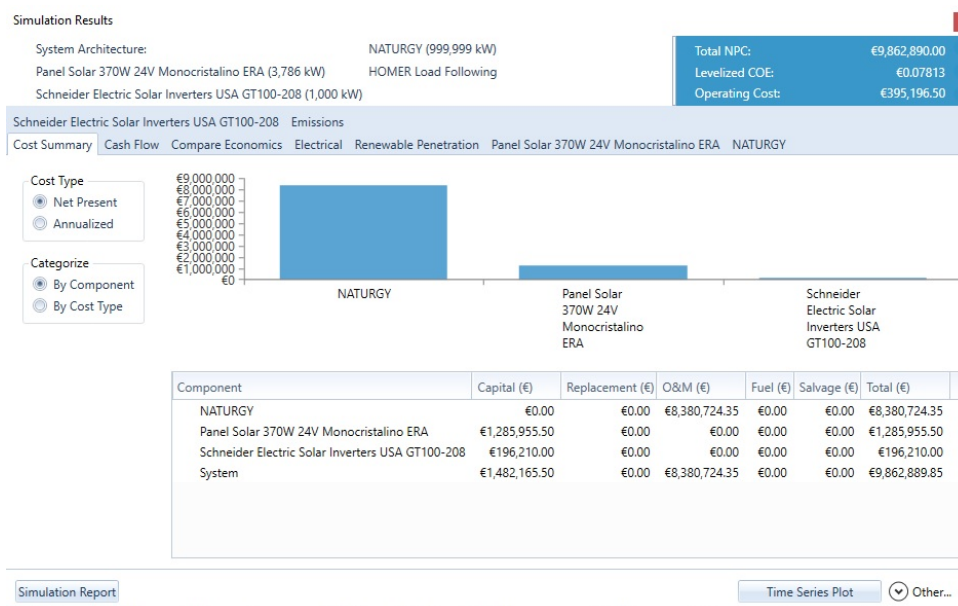 Simulation Results
System Architecture: NATURGY (999,999 kW) Total NPC: €9,862,890.00
Panel Solar 370W 24V Monocristalino ERA (3,786 kW) HOMER Load Following Levelized COE: €0.07813
Schneider Electric Solar Inverters USA GT100-208 (1,000 kW) Operating Cost: €395,196.50
Schneider Electric Solar Inverters USA GT100-208 Emissions
Cost Summary Cash Flow Compare Economics Electrical Renewable Penetration Panel Solar 370W 24V Monocristalino ERA NATURGY
Cost Type
Net Present
Annualized
Categorize
By Component
By Cost Type
€9,000,000
€8,000,000
€7,000,000
€6,000,000
€5,000,000
€4,000,000
€3,000,000
€2,000,000
€1,000,000
€0
NATURGY
Panel Solar
370W 24V
Monocristalino
ERA
Schneider
Electric Solar
Inverters USA
GT100-208
Component Capital (€) Replacement (€) O&M (€) Fuel (€) Salvage (€) Total (€)
NATURGY €0.00 €0.00 €8,380,724.35 €0.00 €0.00 €8,380,724.35
Panel Solar 370W 24V Monocristalino ERA €1,285,955.50 €0.00 €0.00 €0.00 €0.00 €1,285,955.50
Schneider Electric Solar Inverters USA GT100-208 €196,210.00 €0.00 €0.00 €0.00 €0.00 €196,210.00
System €1,482,165.50 €0.00 €8,380,724.35 €0.00 €0.00 €9,862,889.85
Simulation Report Time Series Plot Other...